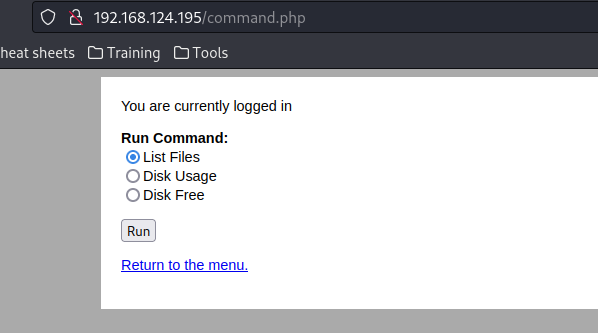 192.168.124.195/command.php
heat sheets Training Tools
You are currently logged in
Run Command:
List Files
Disk Usage
Disk Free
Run
Return to the menu.